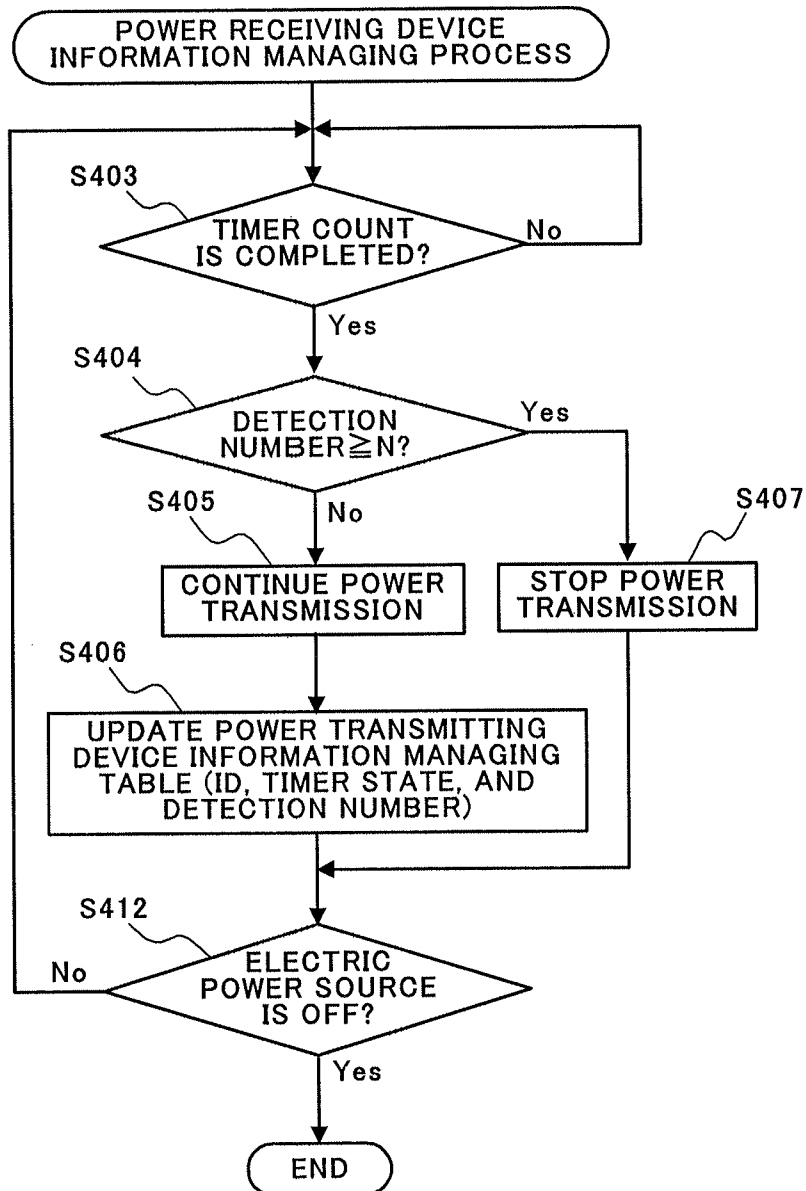 POWER RECEIVING DEVICE
INFORMATION MANAGING PROCESS
S403
TIMER COUNT
IS COMPLETED?
No
Yes
S404
DETECTION
NUMBER≧N?
Yes
No
S405
CONTINUE POWER
TRANSMISSION
S407
STOP POWER
TRANSMISSION
S406
UPDATE POWER TRANSMITTING
DEVICE INFORMATION MANAGING
TABLE (ID, TIMER STATE, AND
DETECTION NUMBER)
S412
ELECTRIC
POWER SOURCE
IS OFF?
No
Yes
END